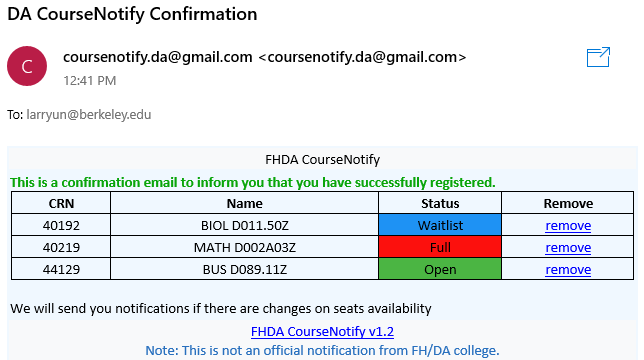 DA CourseNotify Confirmation
C
coursenotify.da@gmail.com <coursenotify.da@gmail.com>
12:41 PM
To: larryun@berkeley.edu
FHDA CourseNotify
This is a confirmation email to inform you that you have successfully registered.
CRN Name Status Remove
40192 BIOL D011.50Z Waitlist remove
40219 MATH D002A03Z Full remove
44129 BUS D089.11Z Open remove
We will send you notifications if there are changes on seats availability
FHDA CourseNotify v1.2
Note: This is not an official notification from FH/DA college.